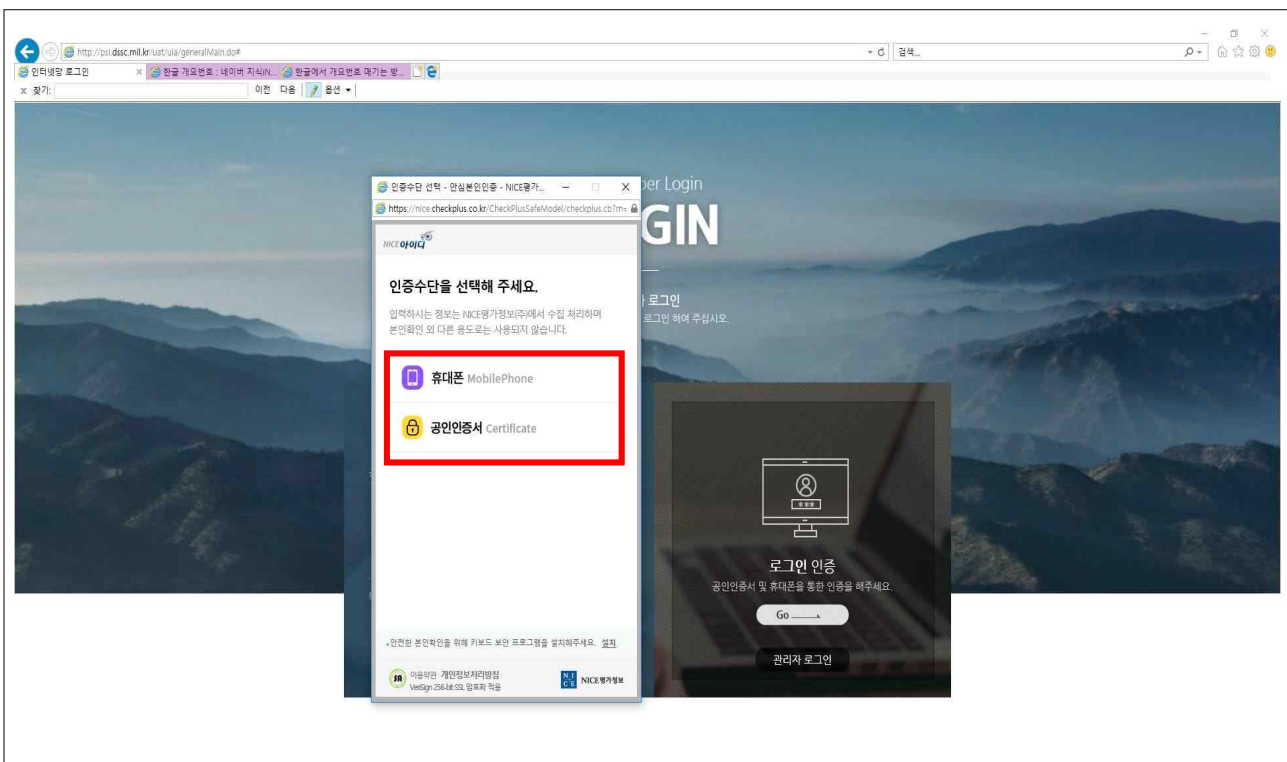 http://psi.dssc.mil.kr/uat/uia/generalMain.do#
검색...
인터넷망 로그인
한글 개요번호 : 네이버 지식iN...
한글에서 개요번호 매기는 방...
x 찾기:
이전 다음
옵션
인증수단 선택 - 안심본인인증 - NICE평가...
https://nice.checkplus.co.kr/CheckPlusSafeModel/checkplus.cb?m=
NICE아이디
인증수단을 선택해 주세요.
입력하시는 정보는 NICE평가정보(주)에서 수집 처리하며
본인확인 외 다른 용도로는 사용되지 않습니다.
휴대폰 MobilePhone
공인인증서 Certificate
*안전한 본인확인을 위해 키보드 보안 프로그램을 설치해주세요. 설치
이용약관 개인정보처리방침
VeriSign 256-bit SSL 암호화 적용
NICE평가정보
per Login
GIN
로그인
로그인 하여 주십시오.
***
로그인 인증
공인인증서 및 휴대폰을 통한 인증을 해주세요.
Go
관리자 로그인